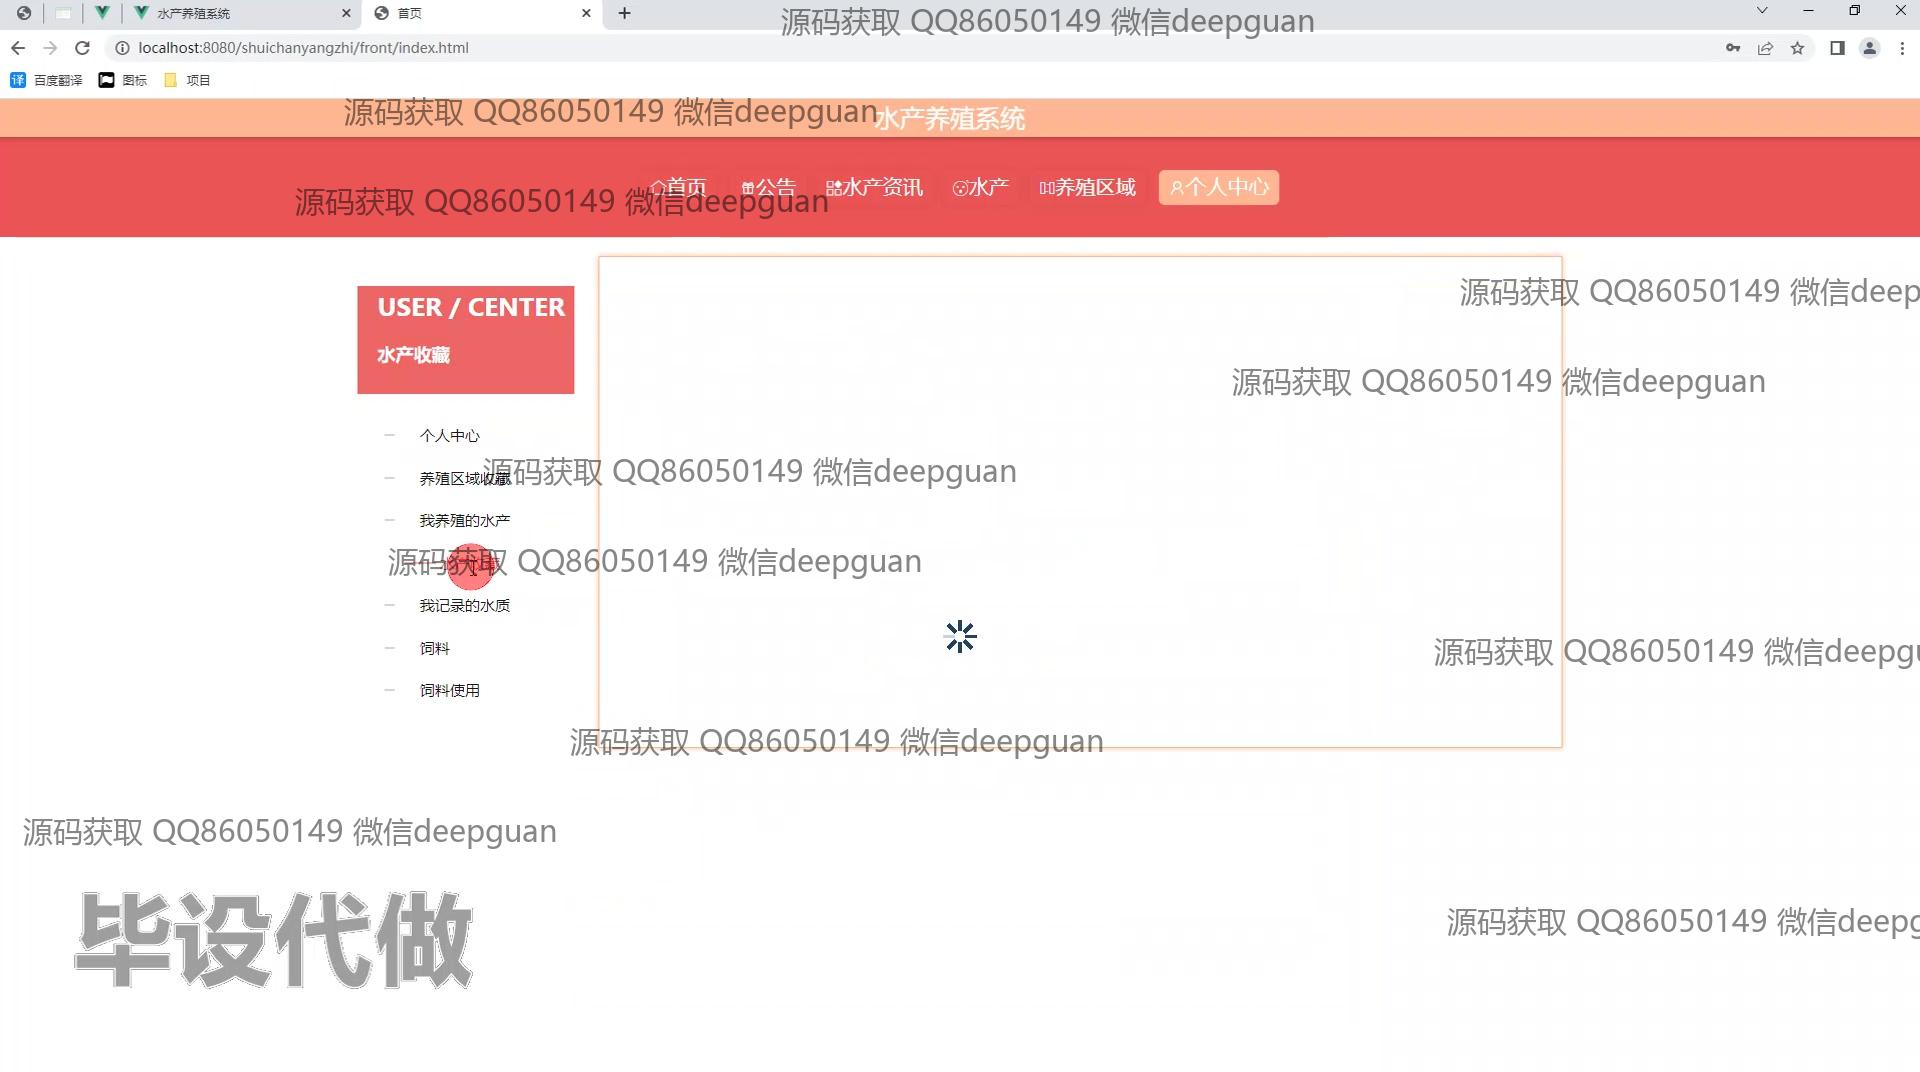 水产养殖系统
首页
源码获取 QQ86050149 微信deepguan
localhost:8080/shuichanyangzhi/front/index.html
译 百度翻译 图标 项目
源码获取 QQ86050149 微信deepguan
水产养殖系统
首页 公告 水产资讯 水产 养殖区域 个人中心
源码获取 QQ86050149 微信deepguan
USER / CENTER
源码获取 QQ86050149 微信deep
水产收藏
源码获取 QQ86050149 微信deepguan
个人中心
养殖区域收藏
源码获取 QQ86050149 微信deepguan
我养殖的水产
源码获取 QQ86050149 微信deepguan
我记录的水质
饲料
源码获取 QQ86050149 微信deepgu
饲料使用
源码获取 QQ86050149 微信deepguan
源码获取 QQ86050149 微信deepguan
毕设代做
源码获取 QQ86050149 微信deepg